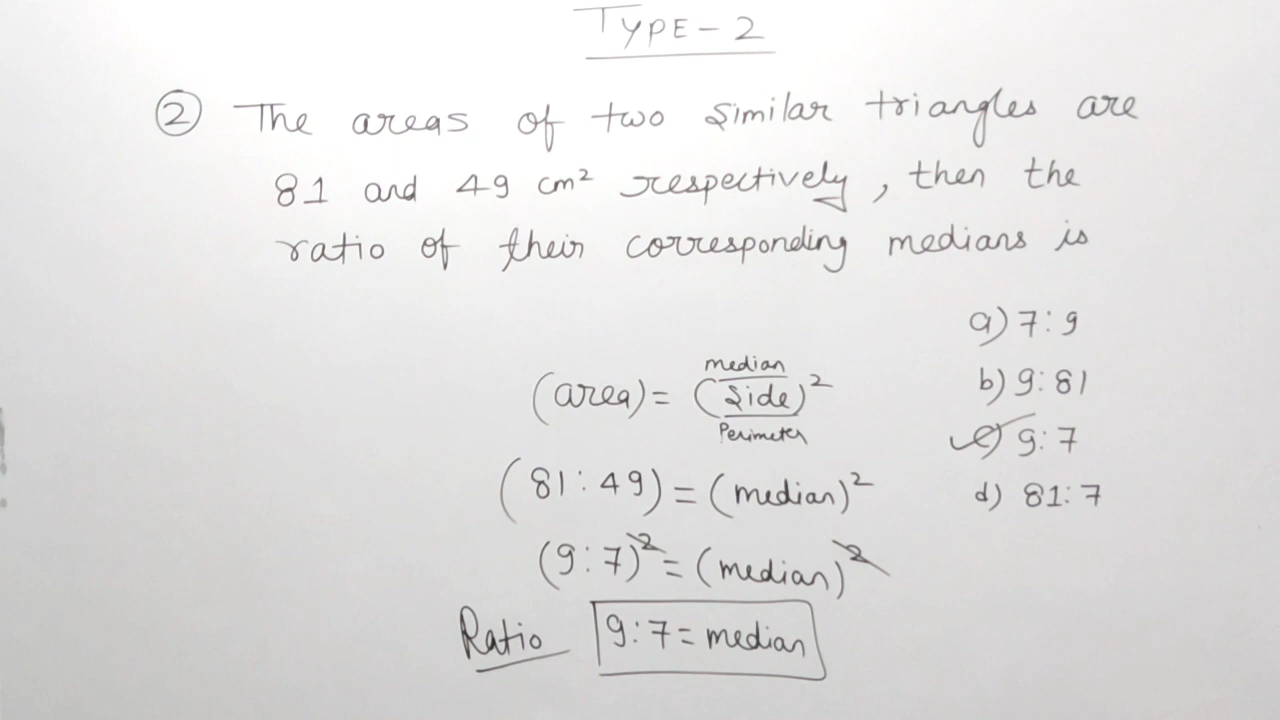 TYPE-2
② The areas of two similar triangles are
81 and 49 cm² respectively, then the
ratio of their corresponding medians is
a) 7:9
b) 9:81
c) 9:7
d) 81:7
median
(area) = (side)²
Perimeter
(81:49) = (median)²
(9:7)² = (median)²
Ratio 9:7 = median